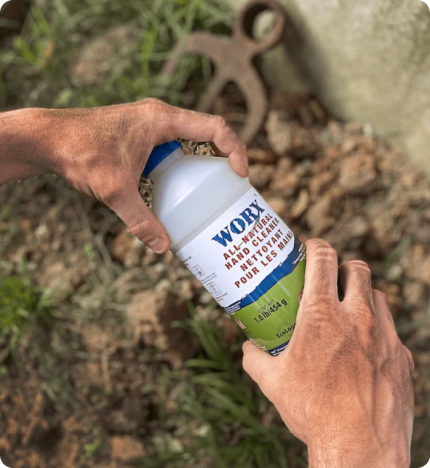 WORX
ALL-NATURAL
HAND CLEANER
NETTOYANT
POUR LES MAINS
1.0 lb/454 g